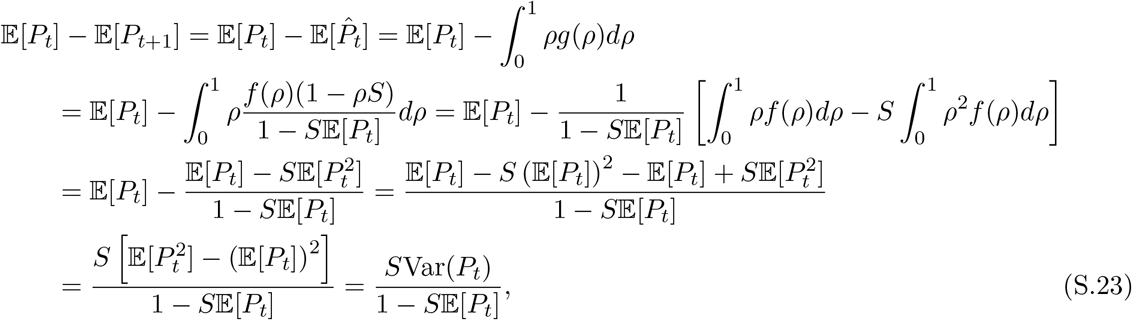 𝔼[P_t] − 𝔼[P_{t+1}] = 𝔼[P_t] − 𝔼[P̂_t] = 𝔼[P_t] − ∫_0^1 ρg(ρ)dρ
= 𝔼[P_t] − ∫_0^1 ρ \frac{f(ρ)(1 − ρS)}{1 − S𝔼[P_t]} dρ = 𝔼[P_t] − \frac{1}{1 − S𝔼[P_t]} [∫_0^1 ρf(ρ)dρ − S ∫_0^1 ρ^2 f(ρ)dρ]
= 𝔼[P_t] − \frac{𝔼[P_t] − S𝔼[P_t^2]}{1 − S𝔼[P_t]} = \frac{𝔼[P_t] − S (𝔼[P_t])^2 − 𝔼[P_t] + S𝔼[P_t^2]}{1 − S𝔼[P_t]}
= \frac{S [𝔼[P_t^2] − (𝔼[P_t])^2]}{1 − S𝔼[P_t]} = \frac{SVar(P_t)}{1 − S𝔼[P_t]}, (S.23)